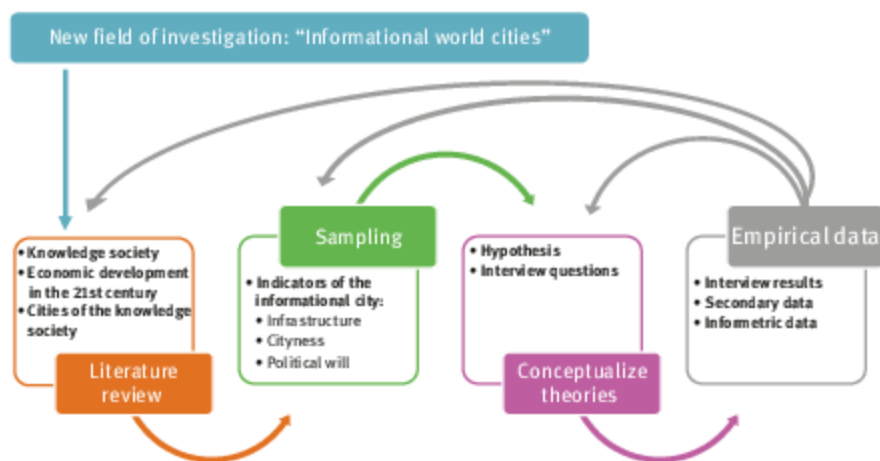 New field of investigation: “Informational world cities”
• Knowledge society
• Economic development
in the 21st century
• Cities of the knowledge
society
Literature
review
Sampling
• Indicators of the
informational city:
• Infrastructure
• Cityness
• Political will
• Hypothesis
• Interview questions
Conceptualize
theories
Empirical data
• Interview results
• Secondary data
• Informetric data